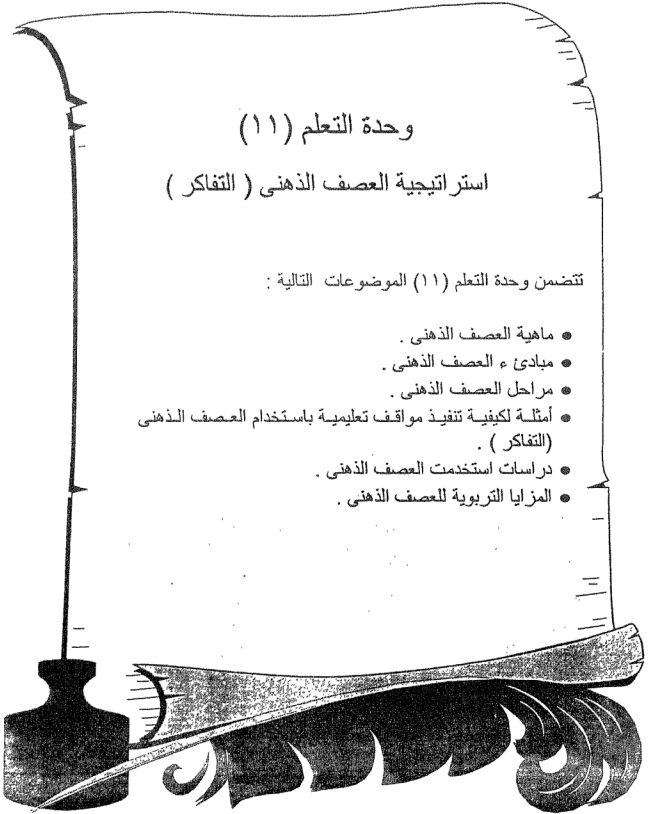 وحدة التعلم (١١)
استراتيجية العصف الذهنى ( التفاكر )
تتضمن وحدة التعلم (١١) الموضوعات التالية :
● ماهية العصف الذهنى .
● مبادئ ء العصف الذهنى .
● مراحل العصف الذهنى .
● أمثلة لكيفية تنفيذ مواقف تعليمية باستخدام العصف الذهنى
(التفاكر ) .
● دراسات استخدمت العصف الذهنى .
● المزايا التربوية للعصف الذهنى .